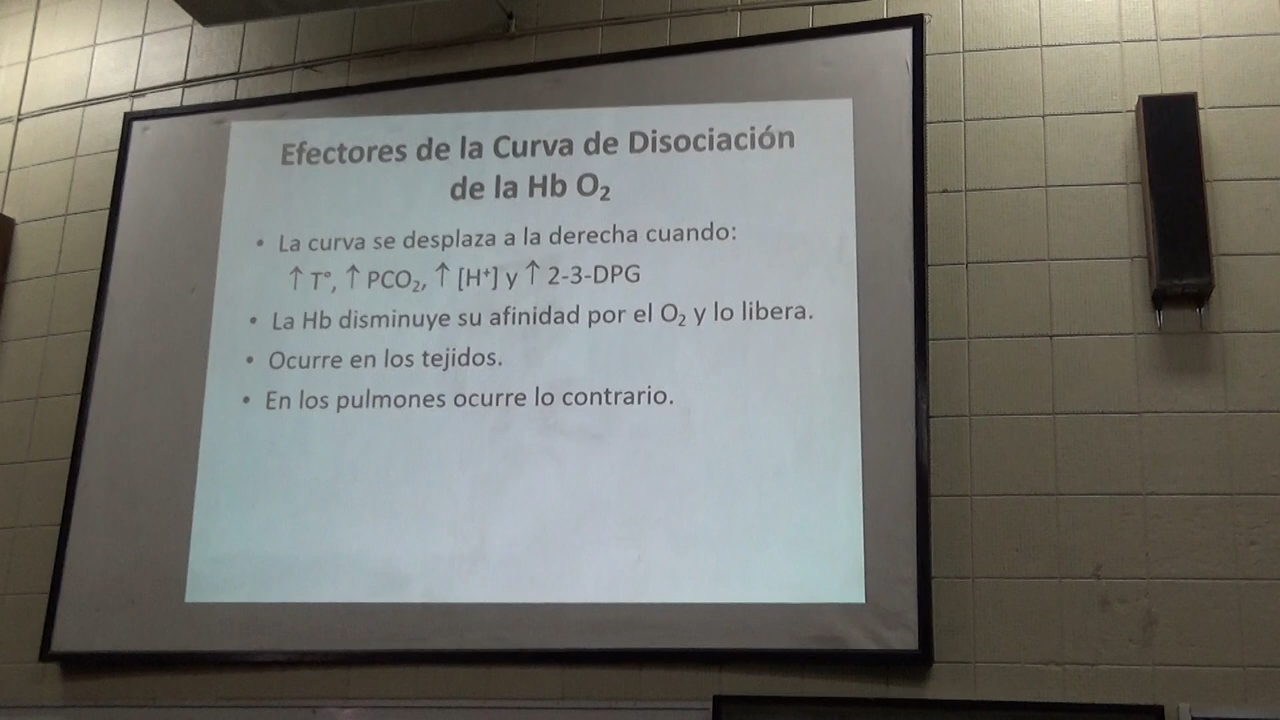 Efectores de la Curva de Disociación
de la Hb O₂
• La curva se desplaza a la derecha cuando:
↑ T°, ↑ PCO₂, ↑ [H⁺] y ↑ 2-3-DPG
• La Hb disminuye su afinidad por el O₂ y lo libera.
• Ocurre en los tejidos.
• En los pulmones ocurre lo contrario.